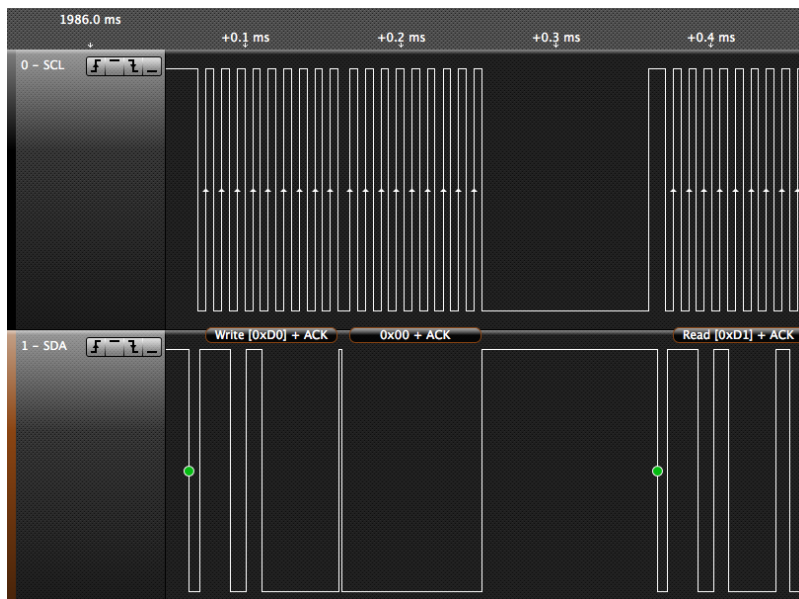 1986.0 ms
+0.1 ms +0.2 ms +0.3 ms +0.4 ms
0 – SCL
Write [0xD0] + ACK 0x00 + ACK Read [0xD1] + ACK
1 – SDA